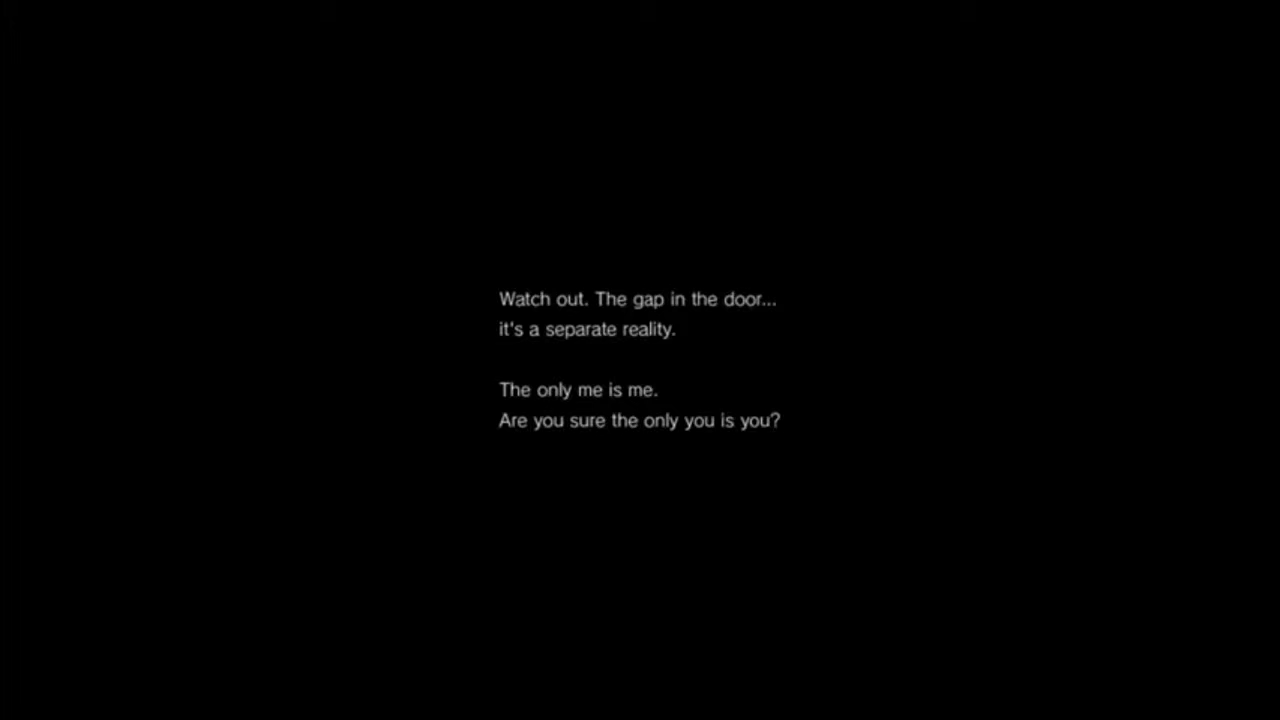 Watch out. The gap in the door...
it's a separate reality.
The only me is me.
Are you sure the only you is you?